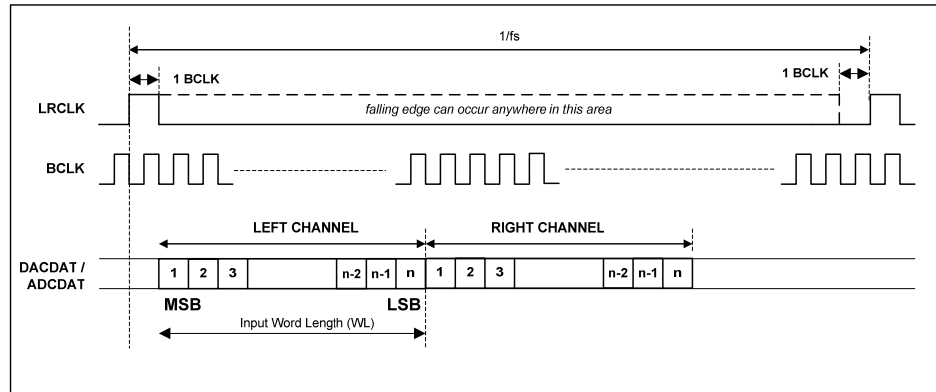 1/fs
1 BCLK
1 BCLK
LRCLK
falling edge can occur anywhere in this area
BCLK
LEFT CHANNEL
RIGHT CHANNEL
DACDAT /
ADCDAT
1 2 3 n-2 n-1 n 1 2 3 n-2 n-1 n
MSB
LSB
Input Word Length (WL)